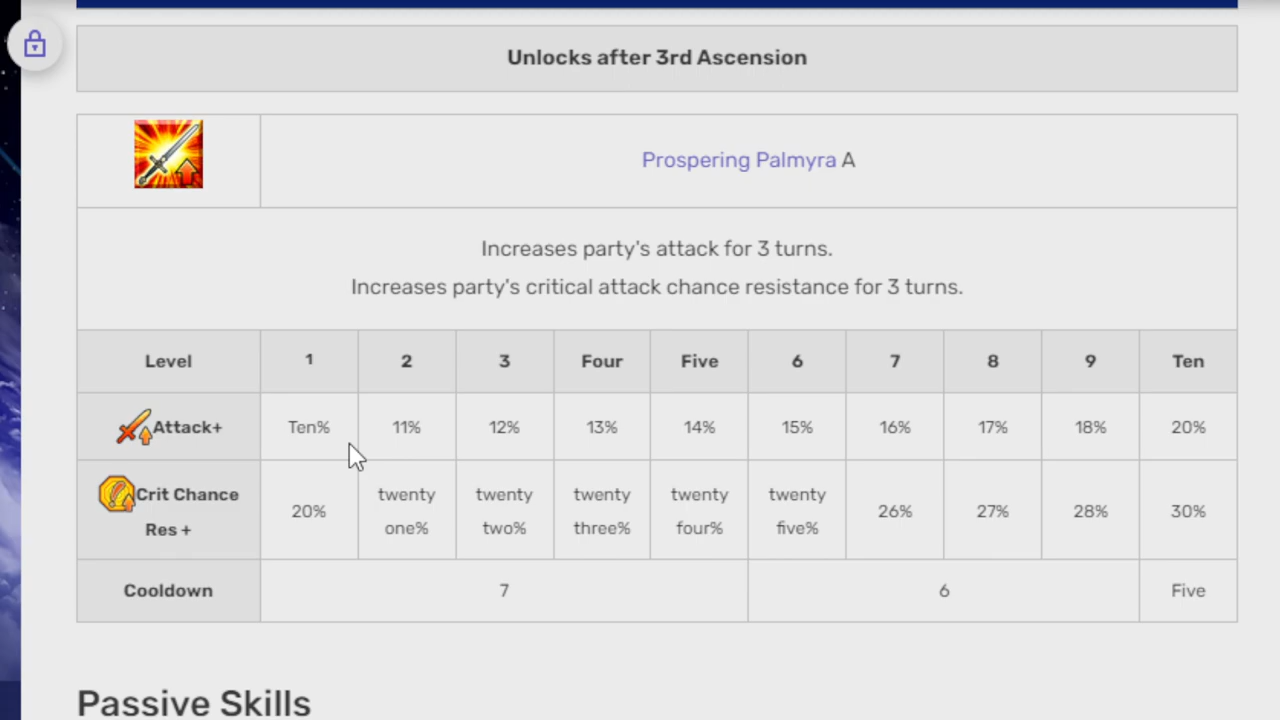 Unlocks after 3rd Ascension
Prospering Palmyra A
Increases party's attack for 3 turns.
Increases party's critical attack chance resistance for 3 turns.
Level 1 2 3 Four Five 6 7 8 9 Ten
Attack+ Ten% 11% 12% 13% 14% 15% 16% 17% 18% 20%
Crit Chance Res + 20% twenty one% twenty two% twenty three% twenty four% twenty five% 26% 27% 28% 30%
Cooldown 7 6 Five
Passive Skills